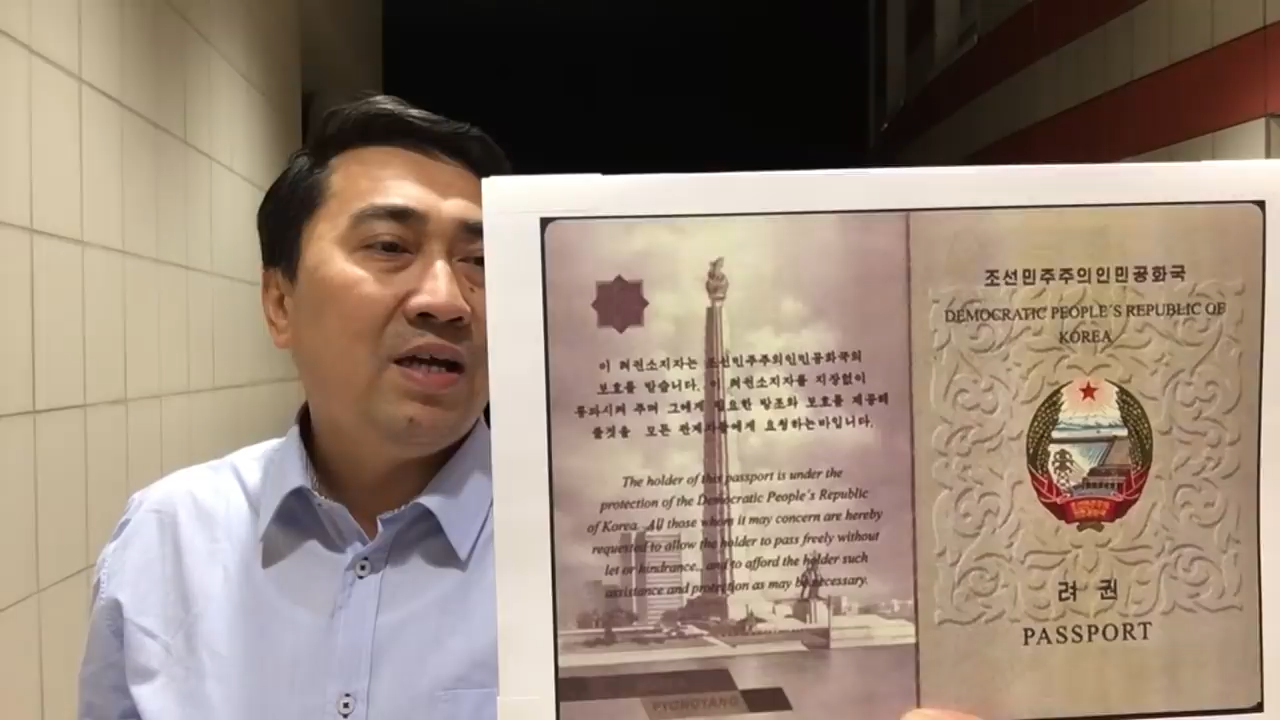 이 려권소지자는 조선민주주의인민공화국의
보호를 받습니다. 이 려권소지자를 지장없이
통과시켜 주며 그에게 필요한 방조와 보호를 제공해
줄것을 모든 관계자들에게 요청하는바입니다.
The holder of this passport is under the
protection of the Democratic People's Republic
of Korea. All those whom it may concern are hereby
requested to allow the holder to pass freely without
let or hindrance., and to afford the holder such
assistance and protection as may be necessary.
PYONGYANG
조선민주주의인민공화국
DEMOCRATIC PEOPLE'S REPUBLIC OF
KOREA
려 권
PASSPORT